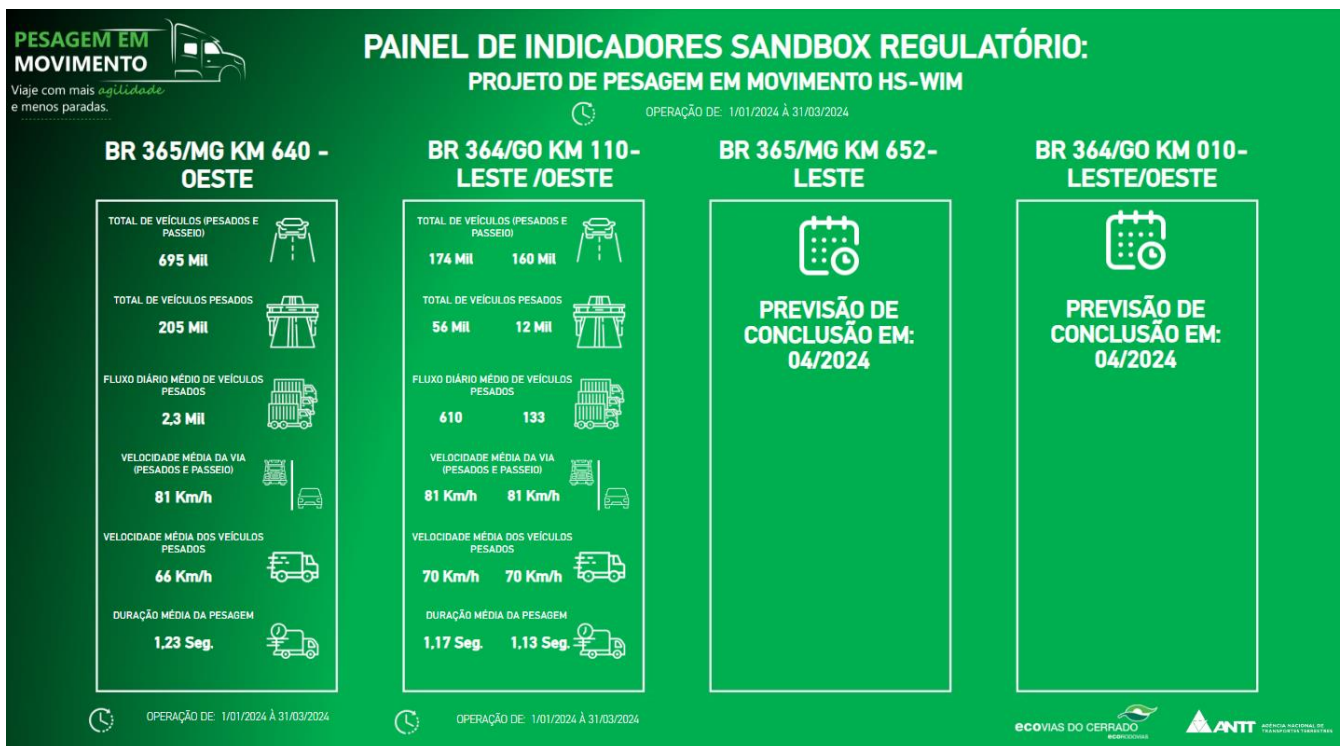 PESAGEM EM
MOVIMENTO
Viaje com mais agilidade
e menos paradas.
PAINEL DE INDICADORES SANDBOX REGULATÓRIO:
PROJETO DE PESAGEM EM MOVIMENTO HS-WIM
OPERAÇÃO DE: 1/01/2024 À 31/03/2024
BR 365/MG KM 640 -
OESTE
TOTAL DE VEÍCULOS (PESADOS E
PASSEIO)
695 Mil
TOTAL DE VEÍCULOS PESADOS
205 Mil
FLUXO DIÁRIO MÉDIO DE VEÍCULOS
PESADOS
2,3 Mil
VELOCIDADE MÉDIA DA VIA
(PESADOS E PASSEIO)
81 Km/h
VELOCIDADE MÉDIA DOS VEÍCULOS
PESADOS
66 Km/h
DURAÇÃO MÉDIA DA PESAGEM
1,23 Seg.
OPERAÇÃO DE: 1/01/2024 À 31/03/2024
BR 364/GO KM 110-
LESTE /OESTE
TOTAL DE VEÍCULOS (PESADOS E
PASSEIO)
174 Mil 160 Mil
TOTAL DE VEÍCULOS PESADOS
56 Mil 12 Mil
FLUXO DIÁRIO MÉDIO DE VEÍCULOS
PESADOS
610 133
VELOCIDADE MÉDIA DA VIA
(PESADOS E PASSEIO)
81 Km/h 81 Km/h
VELOCIDADE MÉDIA DOS VEÍCULOS
PESADOS
70 Km/h 70 Km/h
DURAÇÃO MÉDIA DA PESAGEM
1,17 Seg. 1,13 Seg.
OPERAÇÃO DE: 1/01/2024 À 31/03/2024
BR 365/MG KM 652-
LESTE
PREVISÃO DE
CONCLUSÃO EM:
04/2024
BR 364/GO KM 010-
LESTE/OESTE
PREVISÃO DE
CONCLUSÃO EM:
04/2024
ecoVIAS DO CERRADO
ECORODOVIAS
ANTT
AGÊNCIA NACIONAL DE
TRANSPORTES TERRESTRES